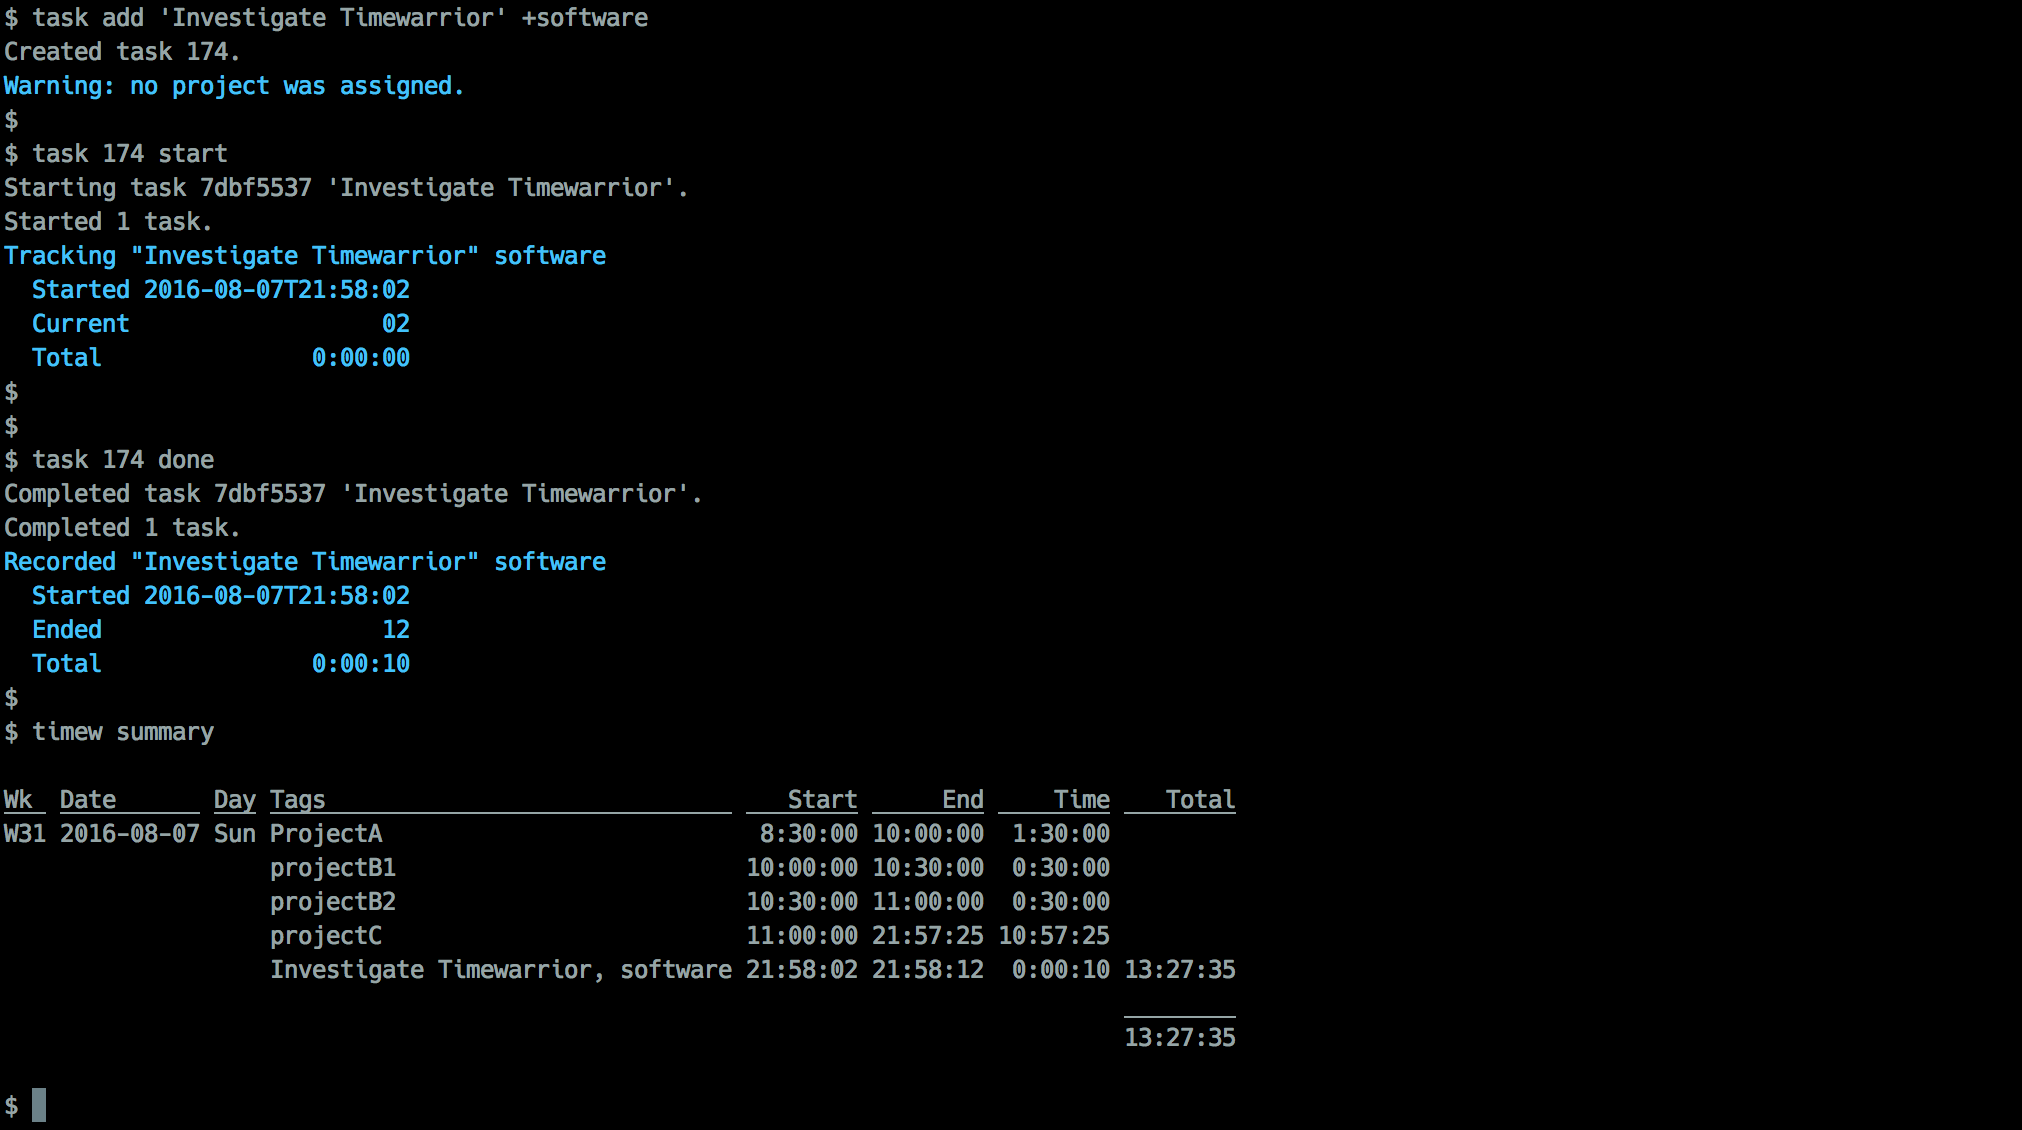 $ task add 'Investigate Timewarrior' +software
Created task 174.
Warning: no project was assigned.
$
$ task 174 start
Starting task 7dbf5537 'Investigate Timewarrior'.
Started 1 task.
Tracking "Investigate Timewarrior" software
  Started 2016-08-07T21:58:02
  Current                  02
  Total               0:00:00
$
$
$ task 174 done
Completed task 7dbf5537 'Investigate Timewarrior'.
Completed 1 task.
Recorded "Investigate Timewarrior" software
  Started 2016-08-07T21:58:02
  Ended                    12
  Total               0:00:10
$
$ timew summary
Wk  Date       Day Tags                                 Start      End     Time    Total
W31 2016-08-07 Sun ProjectA                           8:30:00 10:00:00  1:30:00
                   projectB1                         10:00:00 10:30:00  0:30:00
                   projectB2                         10:30:00 11:00:00  0:30:00
                   projectC                          11:00:00 21:57:25 10:57:25
                   Investigate Timewarrior, software 21:58:02 21:58:12  0:00:10 13:27:35
                                                                                13:27:35
$